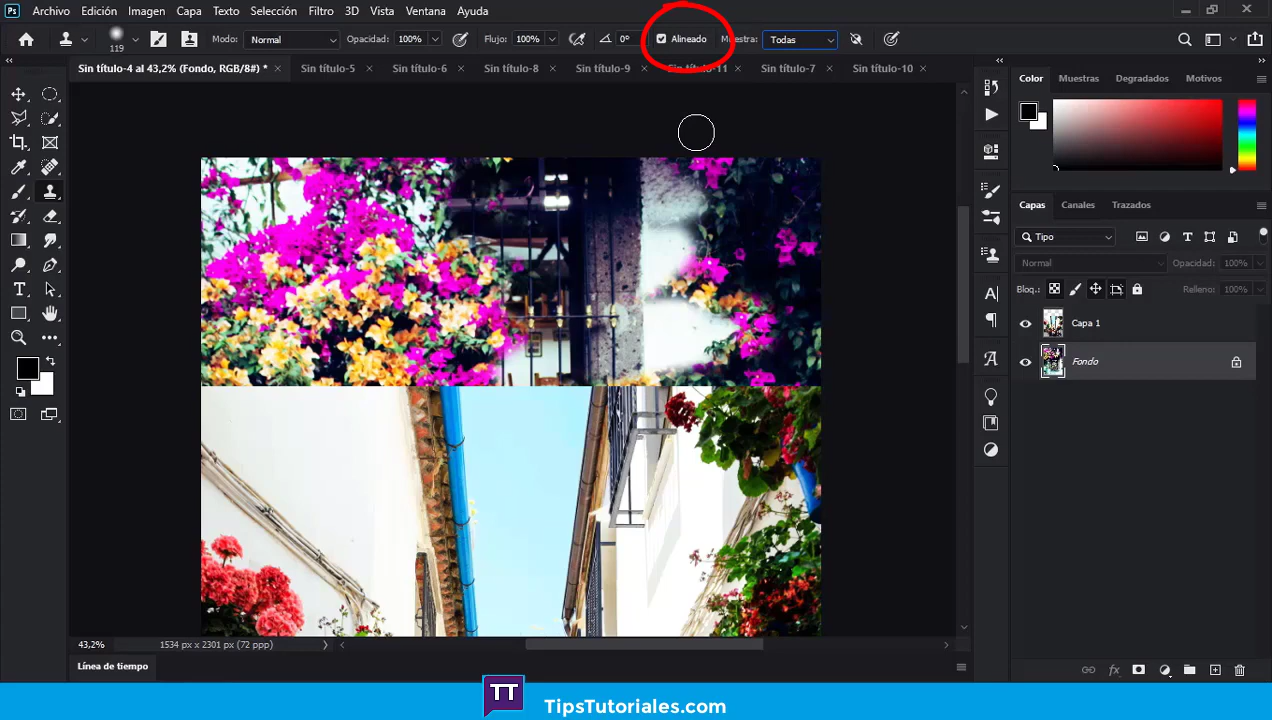 Ps Archivo Edición Imagen Capa Texto Selección Filtro 3D Vista Ventana Ayuda
119 Modo: Normal Opacidad: 100% Flujo: 100% 0° Alineado Muestra: Todas
Sin título-4 al 43,2% (Fondo, RGB/8#) * × Sin título-5 × Sin título-6 × Sin título-8 × Sin título-9 × Sin título-11 × Sin título-7 × Sin título-10 ×
Color Muestras Degradados Motivos
Capas Canales Trazados
Tipo
Normal Opacidad: 100%
Bloq.: Relleno: 100%
Capa 1
Fondo
fx
43,2% 1534 px x 2301 px (72 ppp)
Línea de tiempo
TT TipsTutoriales.com